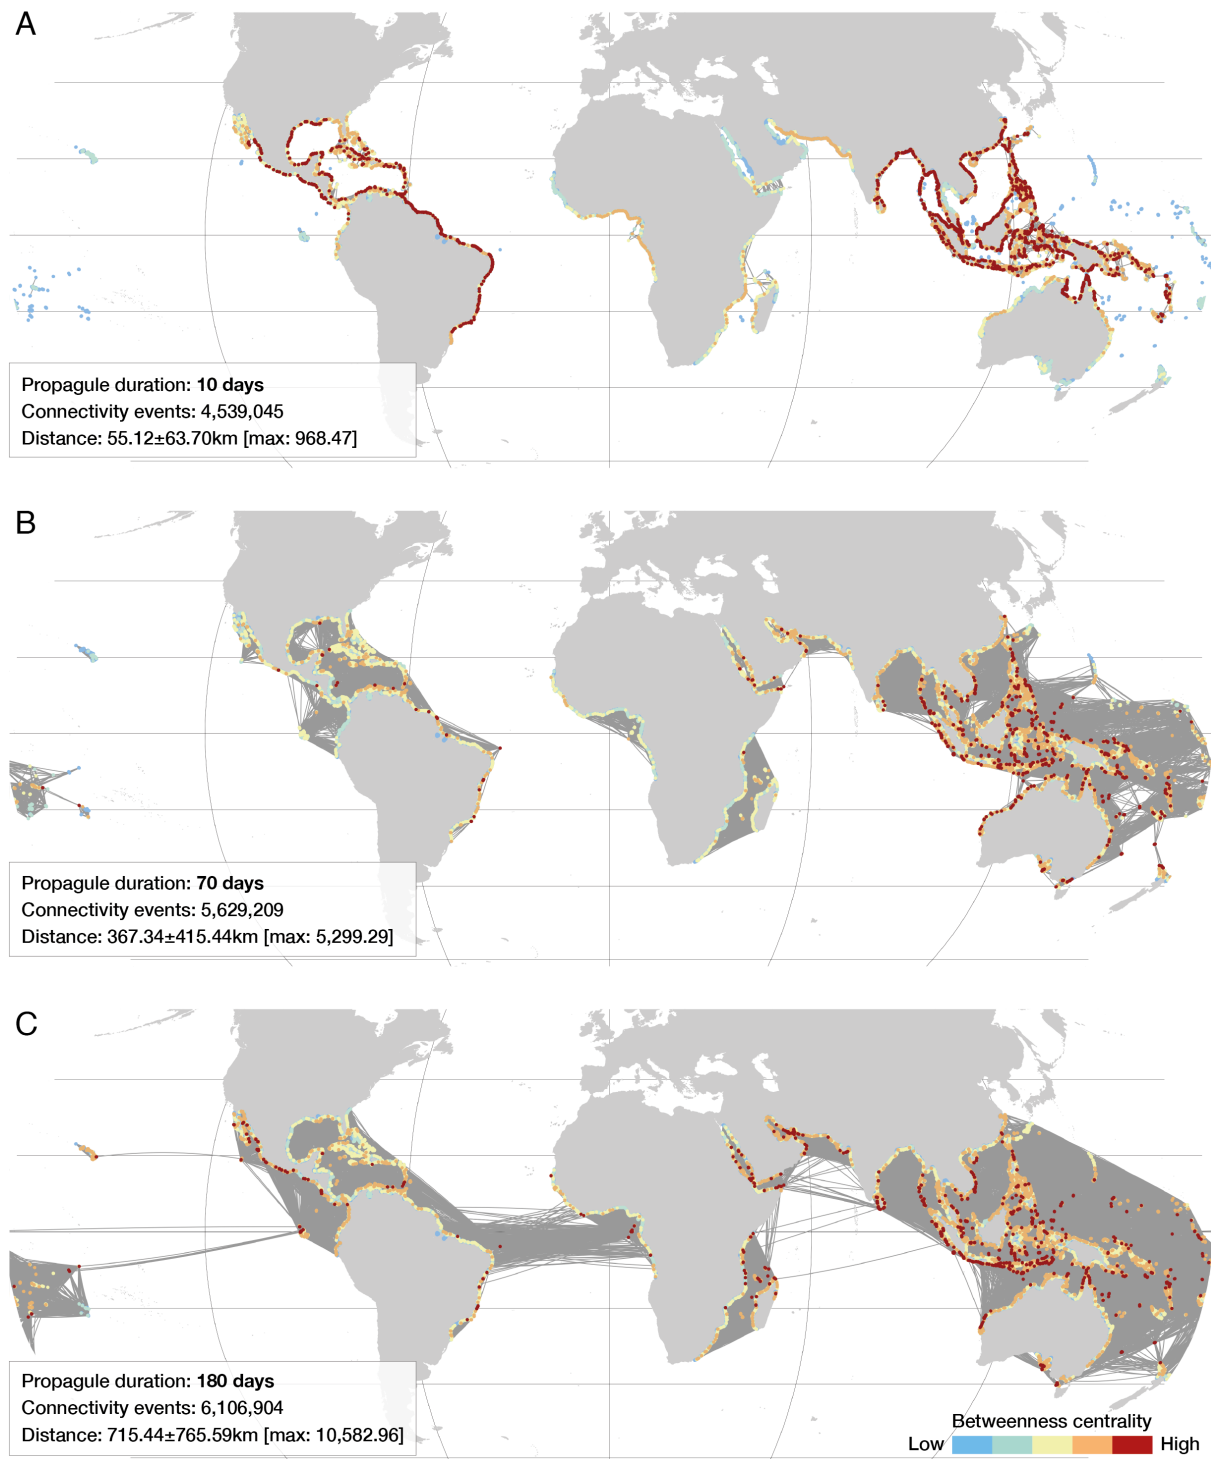 A
Propagule duration: 10 days
Connectivity events: 4,539,045
Distance: 55.12±63.70km [max: 968.47]
B
Propagule duration: 70 days
Connectivity events: 5,629,209
Distance: 367.34±415.44km [max: 5,299.29]
C
Propagule duration: 180 days
Connectivity events: 6,106,904
Distance: 715.44±765.59km [max: 10,582.96]
Betweenness centrality
Low High